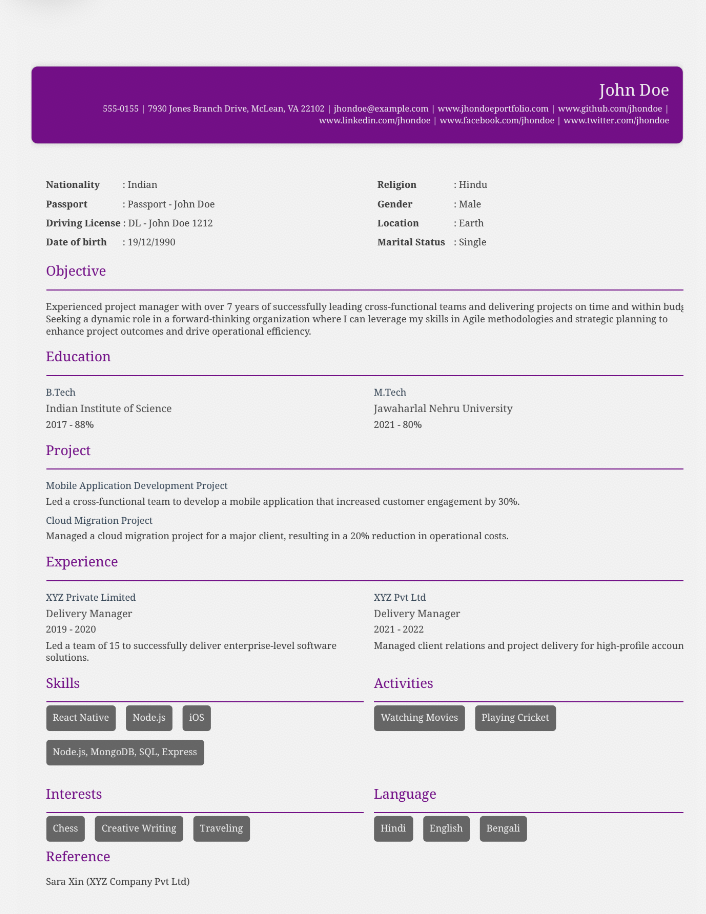 John Doe
555-0155 | 7930 Jones Branch Drive, McLean, VA 22102 | jhondoe@example.com | www.jhondoeportfolio.com | www.github.com/jhondoe |
www.linkedin.com/jhondoe | www.facebook.com/jhondoe | www.twitter.com/jhondoe
Nationality : Indian
Passport : Passport - John Doe
Driving License : DL - John Doe 1212
Date of birth : 19/12/1990
Religion : Hindu
Gender : Male
Location : Earth
Marital Status : Single
Objective
Experienced project manager with over 7 years of successfully leading cross-functional teams and delivering projects on time and within
Seeking a dynamic role in a forward-thinking organization where I can leverage my skills in Agile methodologies and strategic planning to
enhance project outcomes and drive operational efficiency.
Education
B.Tech
Indian Institute of Science
2017 - 88%
M.Tech
Jawaharlal Nehru University
2021 - 80%
Project
Mobile Application Development Project
Led a cross-functional team to develop a mobile application that increased customer engagement by 30%.
Cloud Migration Project
Managed a cloud migration project for a major client, resulting in a 20% reduction in operational costs.
Experience
XYZ Private Limited
Delivery Manager
2019 - 2020
Led a team of 15 to successfully deliver enterprise-level software
solutions.
XYZ Pvt Ltd
Delivery Manager
2021 - 2022
Managed client relations and project delivery for high-profile accoun
Skills
React Native
Node.js
iOS
Node.js, MongoDB, SQL, Express
Activities
Watching Movies
Playing Cricket
Interests
Chess
Creative Writing
Traveling
Language
Hindi
English
Bengali
Reference
Sara Xin (XYZ Company Pvt Ltd)